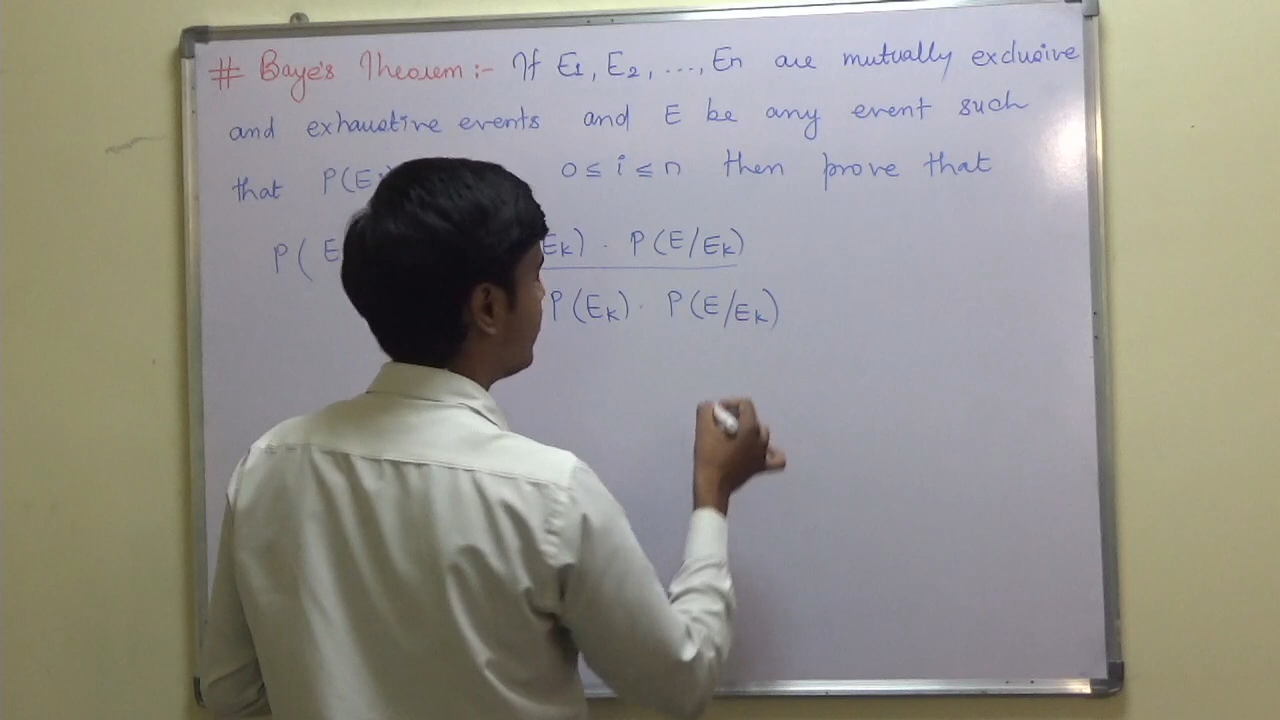 # Baye's Theorem :- If E1, E2, ..., En are mutually exclusive
and exhaustive events and E be any event such
that P(Ei) 0 ≤ i ≤ n then prove that
P( E Ek) . P(E/Ek)
P(Ek) . P(E/Ek)